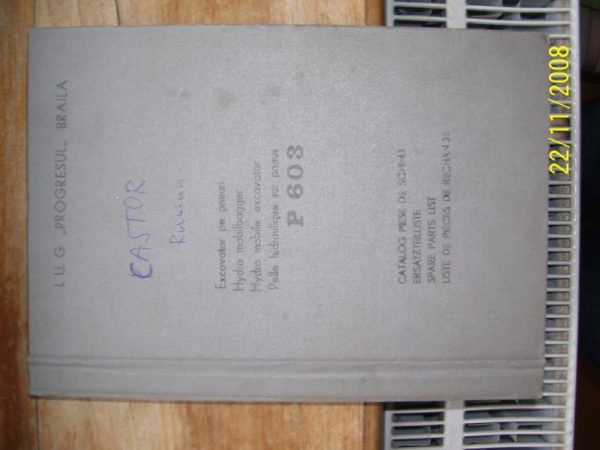 I.U.G „PROGRESUL„ BRAILA
CASTOR
Excavator pe pneuri
Hydro mobilbagger
Hydro mobile excavator
Pelle hidraulique sur pneus
P 603
CATALOG PIESE DE SCHIMB
ERSATZTEILLISTE
SPARE PARTS LIST
LISTE DE PIECES DE RECHANGE
22/11/2008